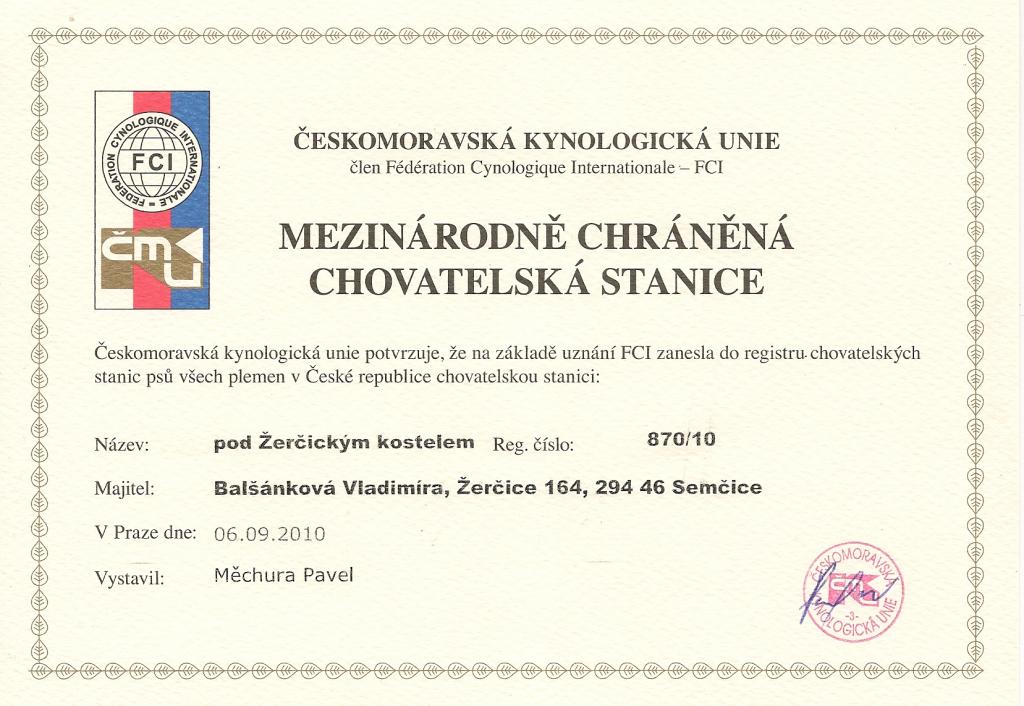 FEDERATION CYNOLOGIQUE INTERNATIONALE =
FCI
ČMKU
ČESKOMORAVSKÁ KYNOLOGICKÁ UNIE
člen Fédération Cynologique Internationale – FCI
MEZINÁRODNĚ CHRÁNĚNÁ
CHOVATELSKÁ STANICE
Českomoravská kynologická unie potvrzuje, že na základě uznání FCI zanesla do registru chovatelských
stanic psů všech plemen v České republice chovatelskou stanici:
Název: pod Žerčickým kostelem Reg. číslo: 870/10
Majitel: Balšánková Vladimíra, Žerčice 164, 294 46 Semčice
V Praze dne: 06.09.2010
Vystavil: Měchura Pavel
ČESKOMORAVSKÁ
ČMKU
-3-
KYNOLOGICKÁ UNIE